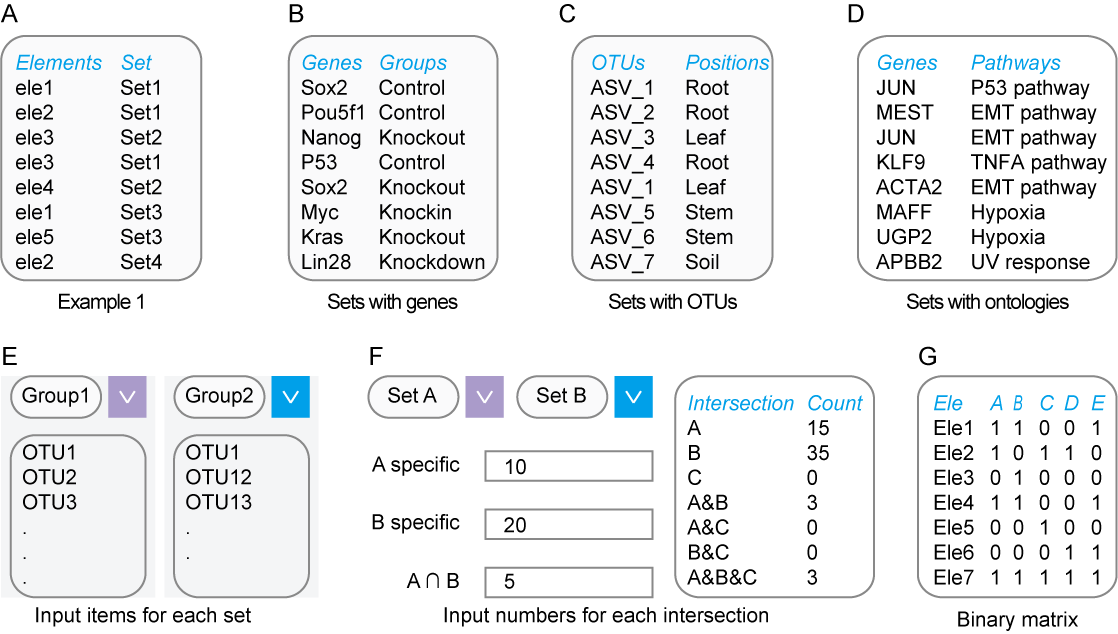 A
Elements Set
ele1 Set1
ele2 Set1
ele3 Set2
ele3 Set1
ele4 Set2
ele1 Set3
ele5 Set3
ele2 Set4
Example 1
B
Genes Groups
Sox2 Control
Pou5f1 Control
Nanog Knockout
P53 Control
Sox2 Knockout
Myc Knockin
Kras Knockout
Lin28 Knockdown
Sets with genes
C
OTUs Positions
ASV_1 Root
ASV_2 Root
ASV_3 Leaf
ASV_4 Root
ASV_1 Leaf
ASV_5 Stem
ASV_6 Stem
ASV_7 Soil
Sets with OTUs
D
Genes Pathways
JUN P53 pathway
MEST EMT pathway
JUN EMT pathway
KLF9 TNFA pathway
ACTA2 EMT pathway
MAFF Hypoxia
UGP2 Hypoxia
APBB2 UV response
Sets with ontologies
E
Group1
OTU1
OTU2
OTU3
.
.
.
Group2
OTU1
OTU12
OTU13
.
.
Input items for each set
F
Set A
Set B
A specific 10
B specific 20
A ∩ B 5
Intersection Count
A 15
B 35
C 0
A&B 3
A&C 0
B&C 0
A&B&C 3
Input numbers for each intersection
G
Ele A B C D E
Ele1 1 1 0 0 1
Ele2 1 0 1 1 0
Ele3 0 1 0 0 0
Ele4 1 1 0 0 1
Ele5 0 0 1 0 0
Ele6 0 0 0 1 1
Ele7 1 1 1 1 1
Binary matrix